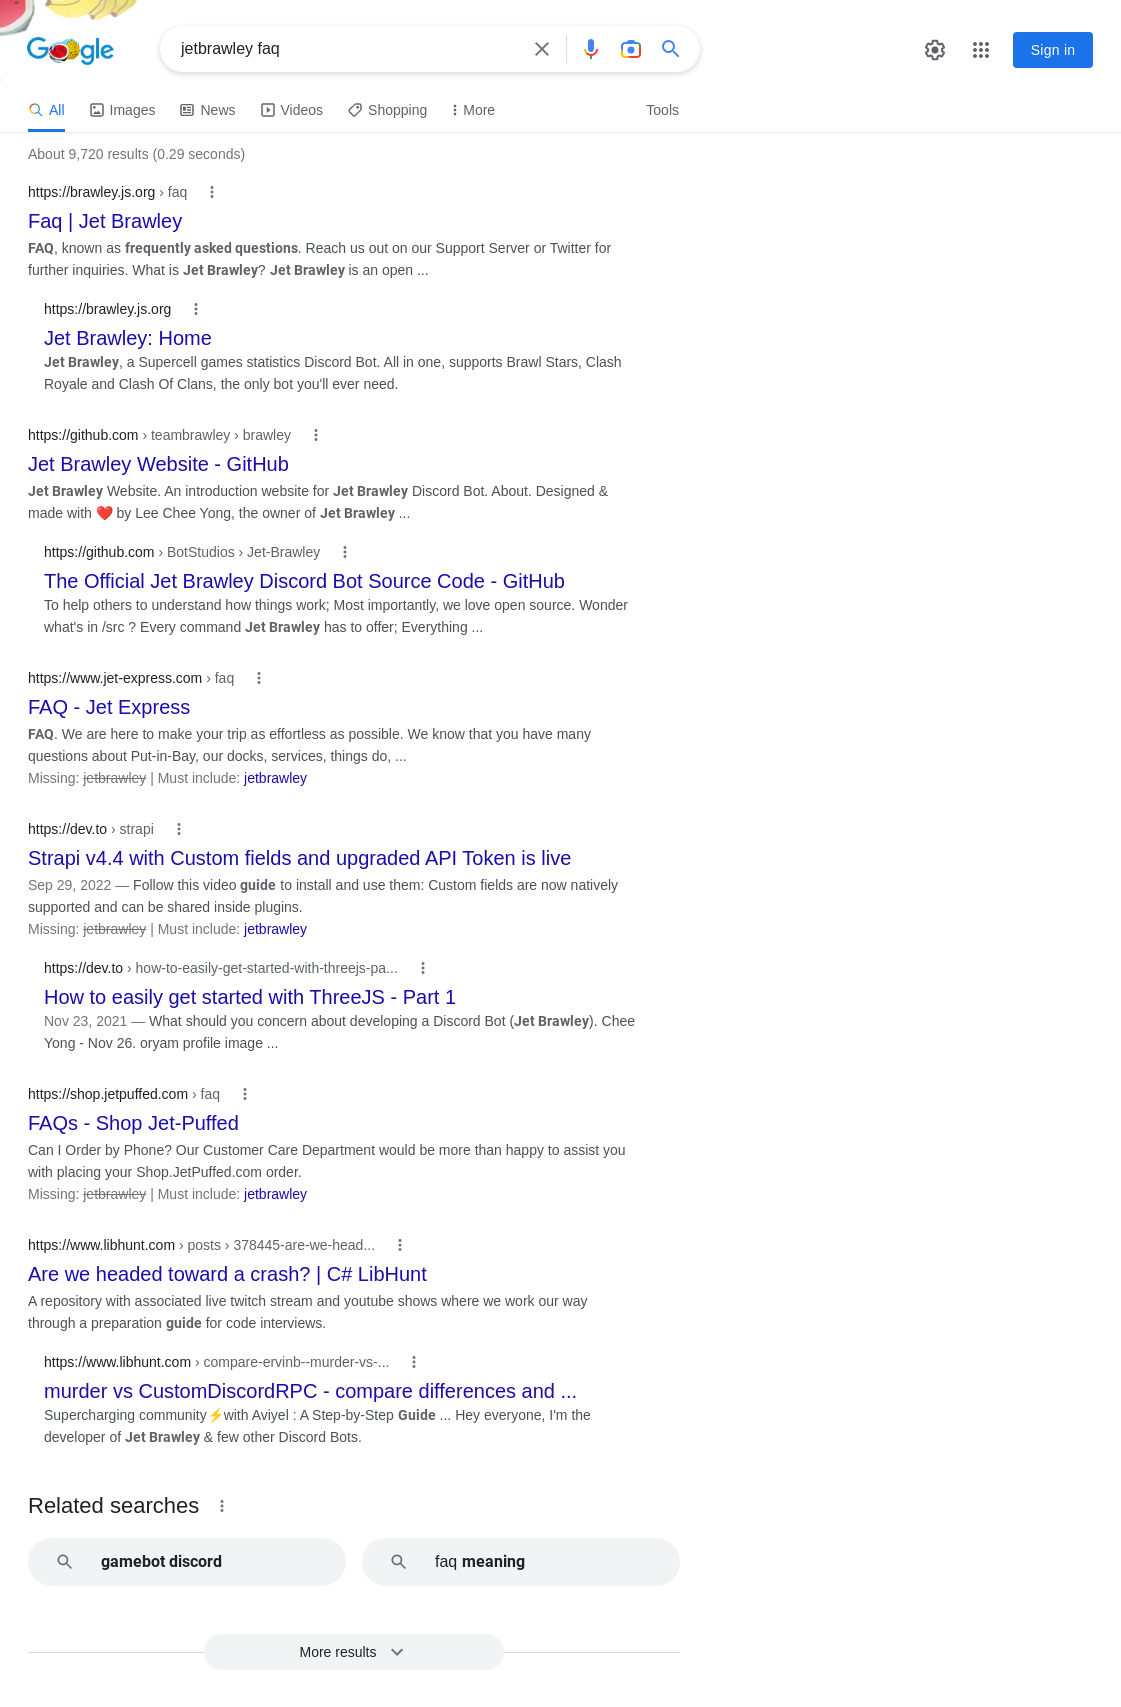 Google
jetbrawley faq
Sign in
All Images News Videos Shopping More Tools
About 9,720 results (0.29 seconds)
https://brawley.js.org › faq
Faq | Jet Brawley
FAQ, known as frequently asked questions. Reach us out on our Support Server or Twitter for
further inquiries. What is Jet Brawley? Jet Brawley is an open ...
https://brawley.js.org
Jet Brawley: Home
Jet Brawley, a Supercell games statistics Discord Bot. All in one, supports Brawl Stars, Clash
Royale and Clash Of Clans, the only bot you'll ever need.
https://github.com › teambrawley › brawley
Jet Brawley Website - GitHub
Jet Brawley Website. An introduction website for Jet Brawley Discord Bot. About. Designed &
made with ❤️ by Lee Chee Yong, the owner of Jet Brawley ...
https://github.com › BotStudios › Jet-Brawley
The Official Jet Brawley Discord Bot Source Code - GitHub
To help others to understand how things work; Most importantly, we love open source. Wonder
what's in /src ? Every command Jet Brawley has to offer; Everything ...
https://www.jet-express.com › faq
FAQ - Jet Express
FAQ. We are here to make your trip as effortless as possible. We know that you have many
questions about Put-in-Bay, our docks, services, things do, ...
Missing: jetbrawley | Must include: jetbrawley
https://dev.to › strapi
Strapi v4.4 with Custom fields and upgraded API Token is live
Sep 29, 2022 — Follow this video guide to install and use them: Custom fields are now natively
supported and can be shared inside plugins.
Missing: jetbrawley | Must include: jetbrawley
https://dev.to › how-to-easily-get-started-with-threejs-pa...
How to easily get started with ThreeJS - Part 1
Nov 23, 2021 — What should you concern about developing a Discord Bot (Jet Brawley). Chee
Yong - Nov 26. oryam profile image ...
https://shop.jetpuffed.com › faq
FAQs - Shop Jet-Puffed
Can I Order by Phone? Our Customer Care Department would be more than happy to assist you
with placing your Shop.JetPuffed.com order.
Missing: jetbrawley | Must include: jetbrawley
https://www.libhunt.com › posts › 378445-are-we-head...
Are we headed toward a crash? | C# LibHunt
A repository with associated live twitch stream and youtube shows where we work our way
through a preparation guide for code interviews.
https://www.libhunt.com › compare-ervinb--murder-vs-...
murder vs CustomDiscordRPC - compare differences and ...
Supercharging community⚡with Aviyel : A Step-by-Step Guide ... Hey everyone, I'm the
developer of Jet Brawley & few other Discord Bots.
Related searches
gamebot discord
faq meaning
More results